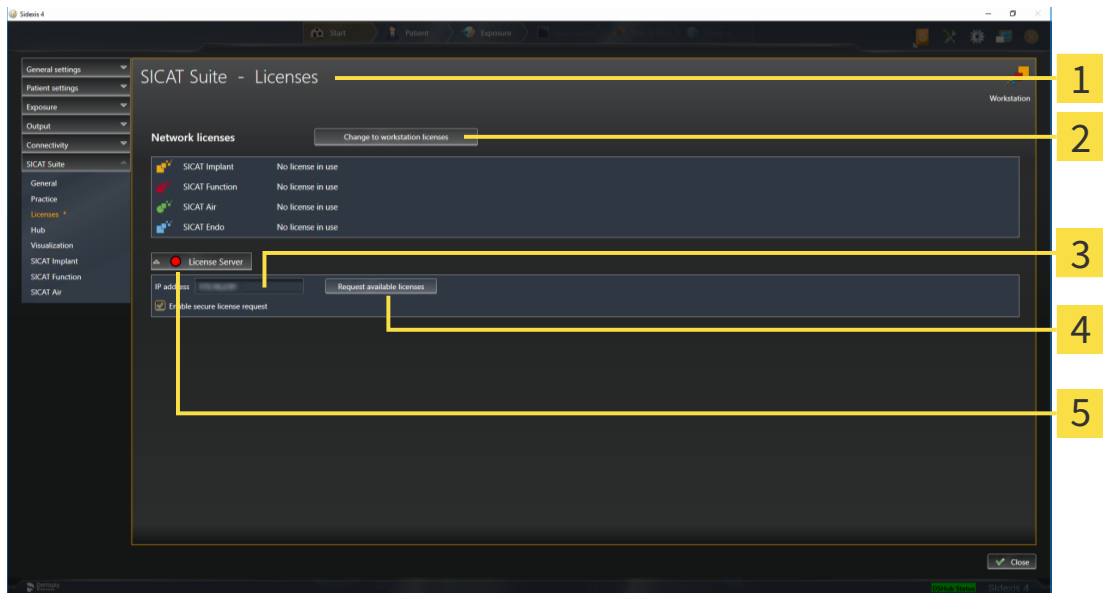 Sidexis 4
Start Patient Exposure
General settings
Patient settings
Exposure
Output
Connectivity
SICAT Suite
General
Practice
Licenses *
Hub
Visualization
SICAT Implant
SICAT Function
SICAT Air
SICAT Suite - Licenses
Workstation
Network licenses
Change to workstation licenses
SICAT Implant No license in use
SICAT Function No license in use
SICAT Air No license in use
SICAT Endo No license in use
License Server
IP address
Request available licenses
Enable secure license request
Close
Sidexis 4
1
2
3
4
5